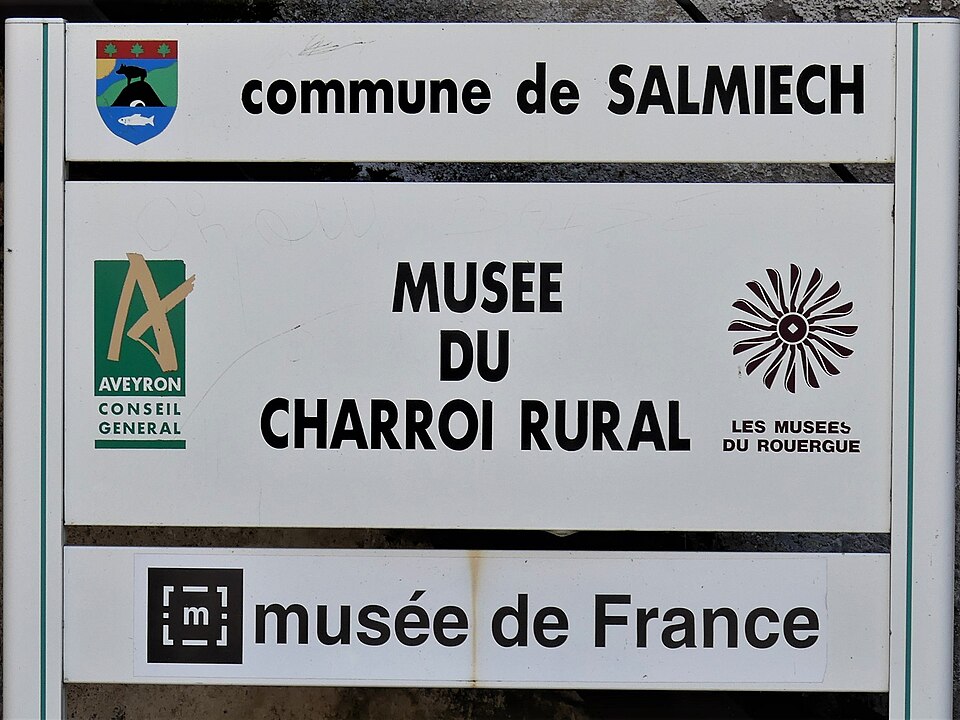 commune de SALMIECH
MUSEE
DU
CHARROI RURAL
AVEYRON
CONSEIL
GENERAL
LES MUSEES
DU ROUERGUE
m
musée de France